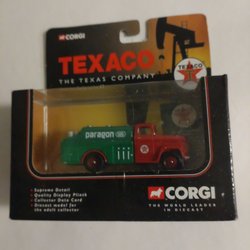 CORGI
TEXACO
THE TEXAS COMPANY
TEXACO
paragon
• Supreme Detail
• Quality Display Plinth
• Collector Data Card
• Diecast model for
the adult collector
CORGI
THE WORLD LEADER
IN DIECAST